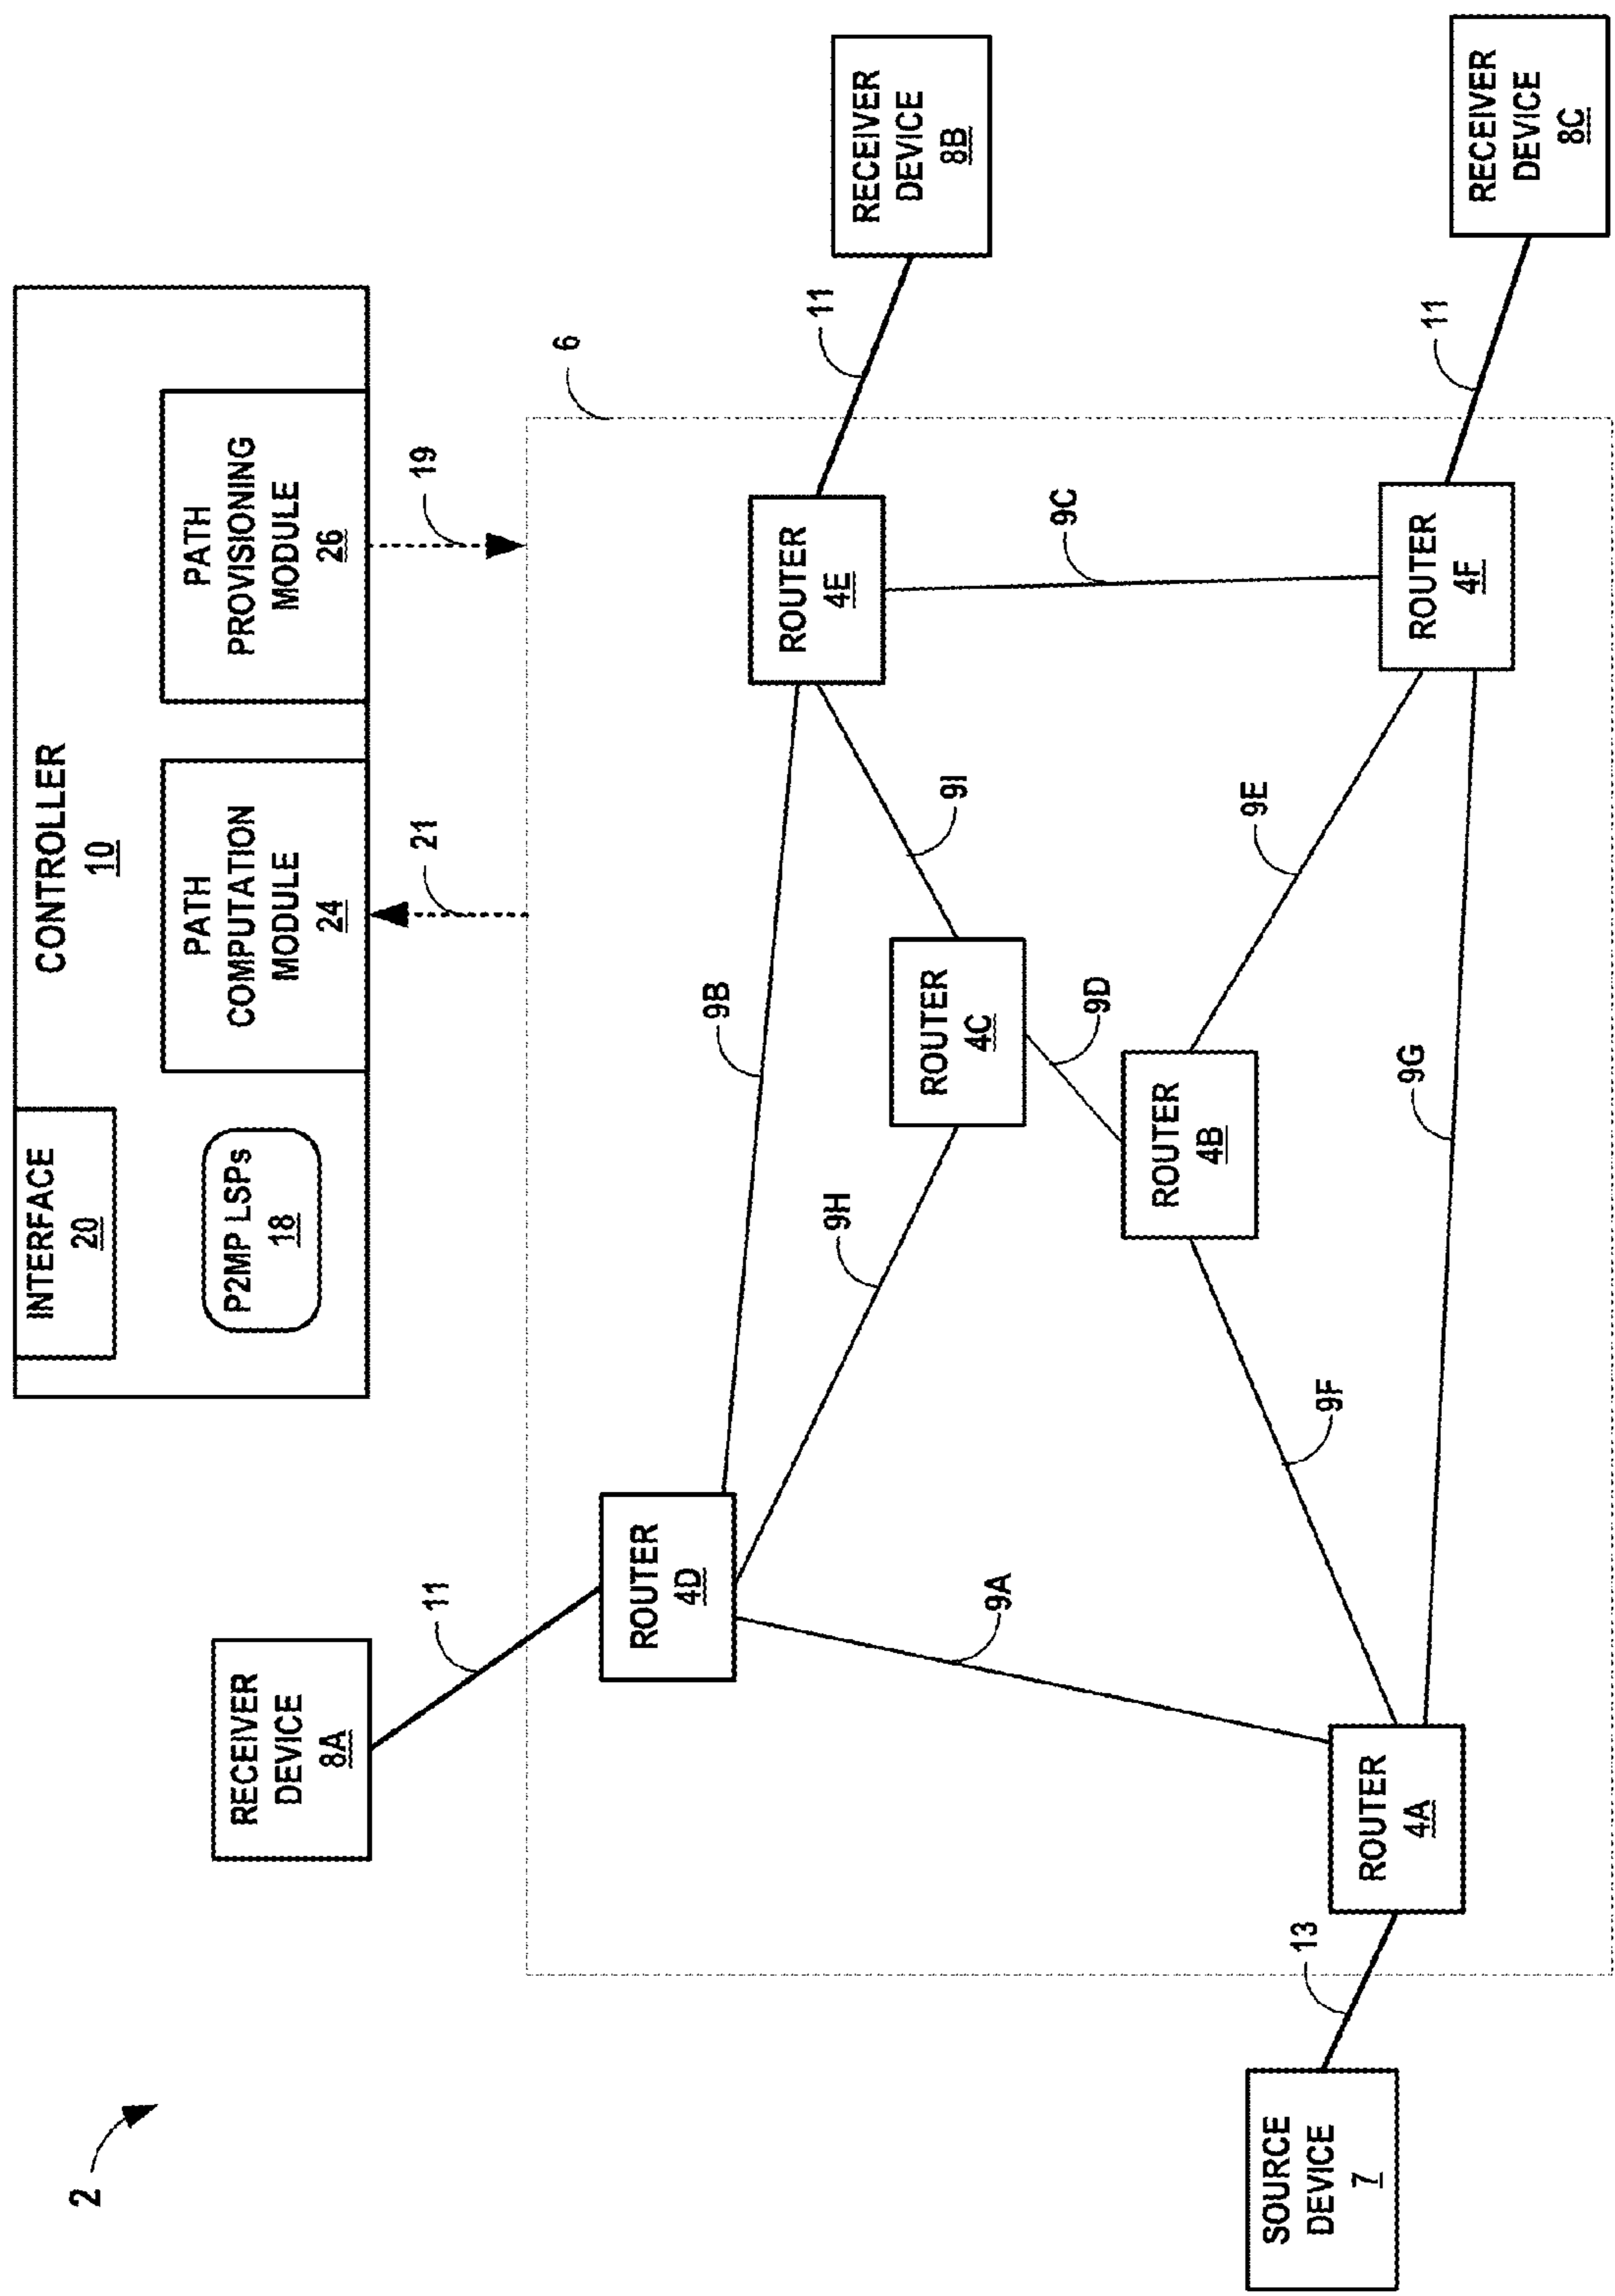 2
CONTROLLER
10
INTERFACE
20
P2MP LSPs
18
PATH
COMPUTATION
MODULE
24
PATH
PROVISIONING
MODULE
26
21
19
6
RECEIVER
DEVICE
8A
11
RECEIVER
DEVICE
8B
11
RECEIVER
DEVICE
8C
11
ROUTER
4D
ROUTER
4E
9B
9H
9I
ROUTER
4C
9D
9C
9A
ROUTER
4B
9E
9F
9G
ROUTER
4A
ROUTER
4F
13
SOURCE
DEVICE
7